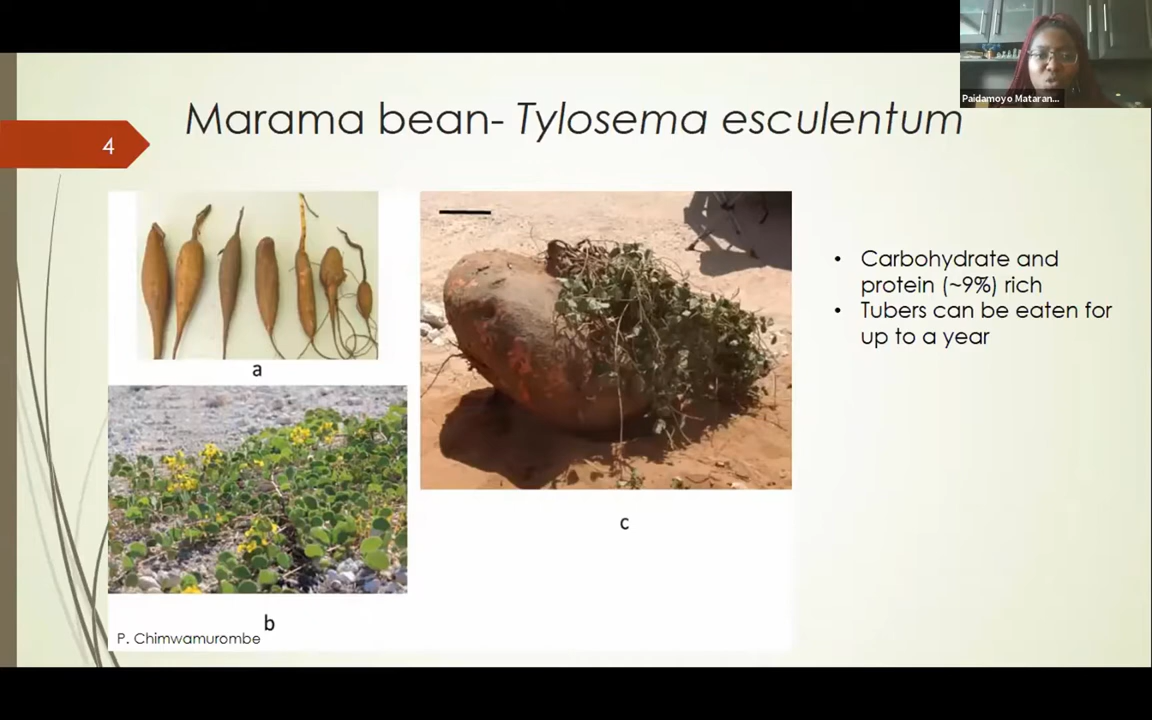 Paidamoyo Mataran...
Marama bean- Tylosema esculentum
4
a
b
P. Chimwamurombe
c
• Carbohydrate and
protein (~9%) rich
• Tubers can be eaten for
up to a year